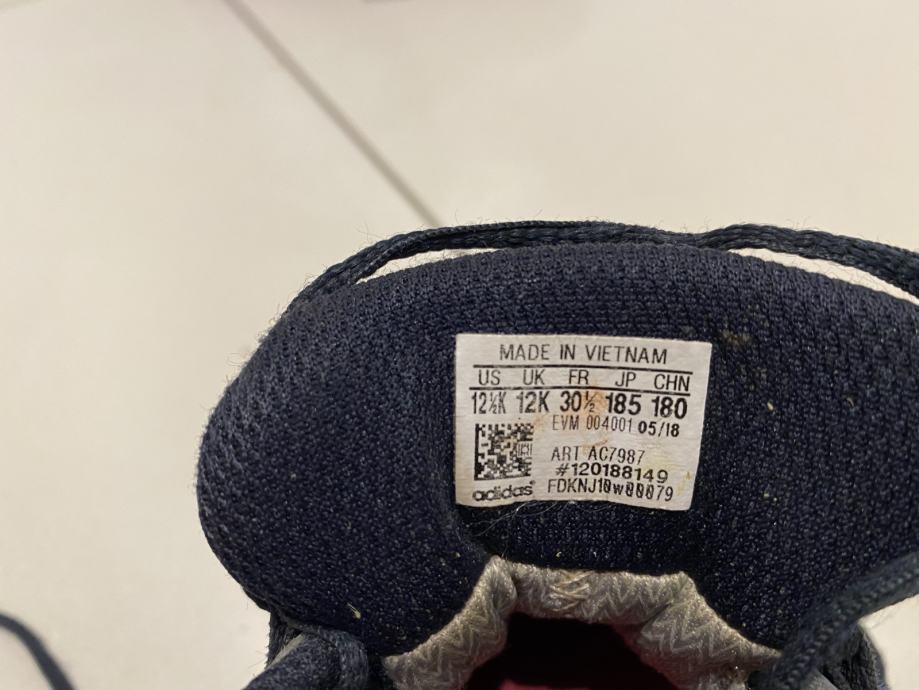 MADE IN VIETNAM
US UK FR JP CHN
12½K 12K 30½ 185 180
EVM 004001 05/18
ART AC7987
#120188149
adidas FDKNJ10w00079